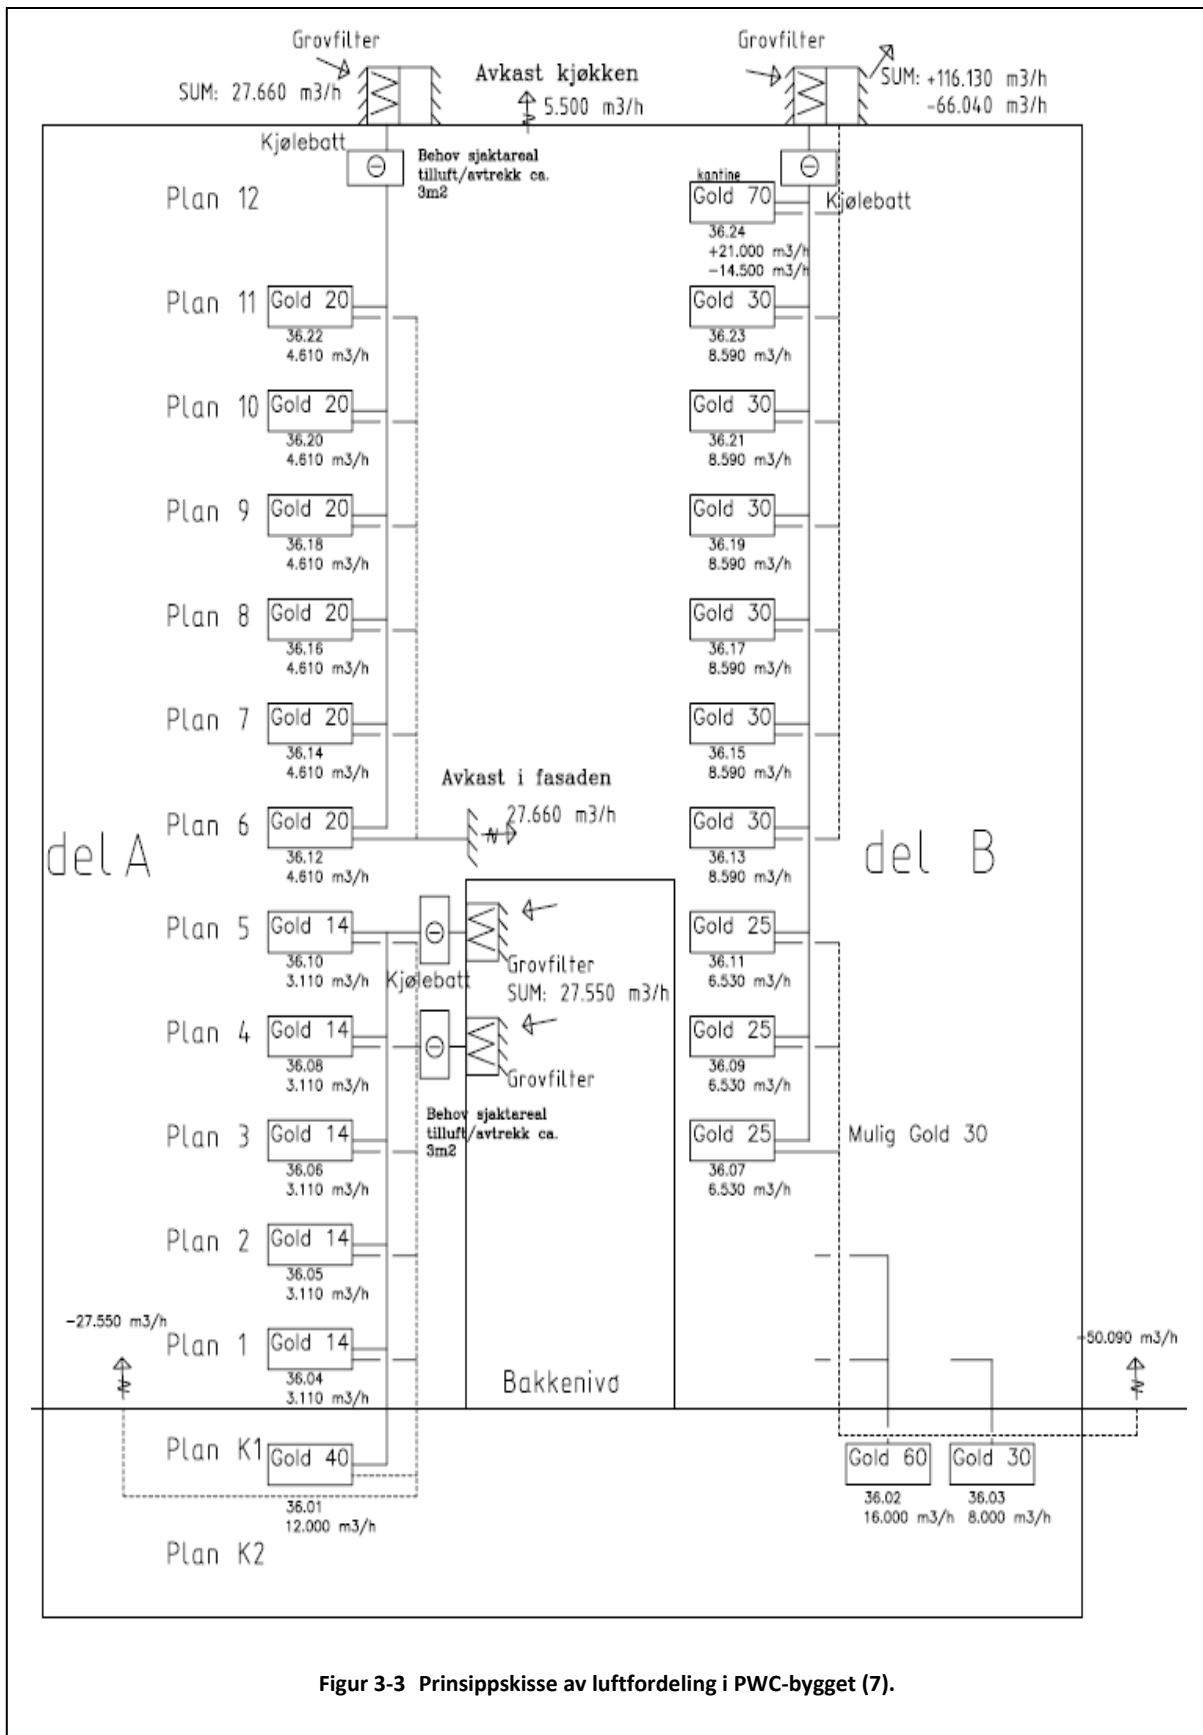 Grovfilter
SUM: 27.660 m3/h
Avkast kjøkken
5.500 m3/h
Grovfilter
SUM: +116.130 m3/h
-66.040 m3/h
Kjølebatt
Behov sjaktareal
tilluft/avtrekk ca.
3m2
Plan 12
kantine
Gold 70
Kjølebatt
36.24
+21.000 m3/h
-14.500 m3/h
Plan 11
Gold 20
36.22
4.610 m3/h
Gold 30
36.23
8.590 m3/h
Plan 10
Gold 20
36.20
4.610 m3/h
Gold 30
36.21
8.590 m3/h
Plan 9
Gold 20
36.18
4.610 m3/h
Gold 30
36.19
8.590 m3/h
Plan 8
Gold 20
36.16
4.610 m3/h
Gold 30
36.17
8.590 m3/h
Plan 7
Gold 20
36.14
4.610 m3/h
Gold 30
36.15
8.590 m3/h
Avkast i fasaden
27.660 m3/h
Plan 6
Gold 20
36.12
4.610 m3/h
Gold 30
36.13
8.590 m3/h
del A
del B
Plan 5
Gold 14
36.10
3.110 m3/h
Kjølebatt
Grovfilter
SUM: 27.550 m3/h
Gold 25
36.11
6.530 m3/h
Plan 4
Gold 14
36.08
3.110 m3/h
Grovfilter
Gold 25
36.09
6.530 m3/h
Behov sjaktareal
tilluft/avtrekk ca.
3m2
Plan 3
Gold 14
36.06
3.110 m3/h
Gold 25
36.07
6.530 m3/h
Mulig Gold 30
Plan 2
Gold 14
36.05
3.110 m3/h
-27.550 m3/h
Plan 1
Gold 14
36.04
3.110 m3/h
Bakkenivå
-50.090 m3/h
Plan K1
Gold 40
36.01
12.000 m3/h
Gold 60
36.02
16.000 m3/h
Gold 30
36.03
8.000 m3/h
Plan K2
Figur 3-3 Prinsippskisse av luftfordeling i PWC-bygget (7).